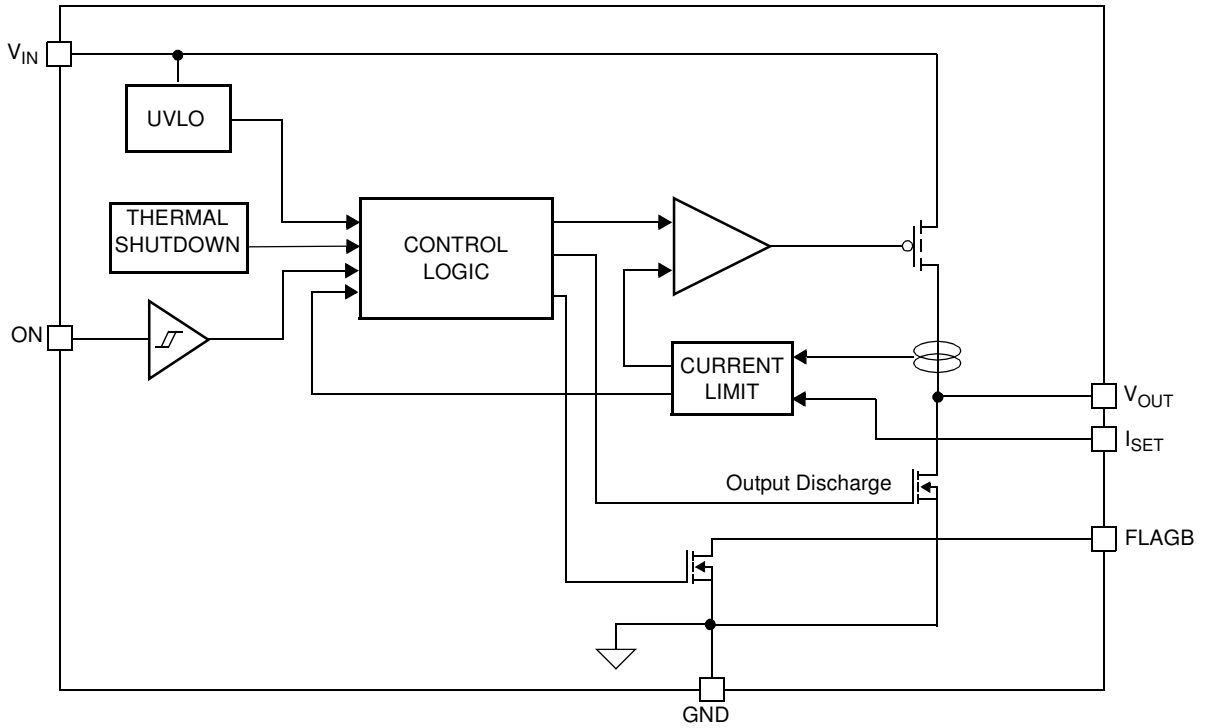 VIN
UVLO
THERMAL
SHUTDOWN
CONTROL
LOGIC
ON
CURRENT
LIMIT
VOUT
ISET
Output Discharge
FLAGB
GND